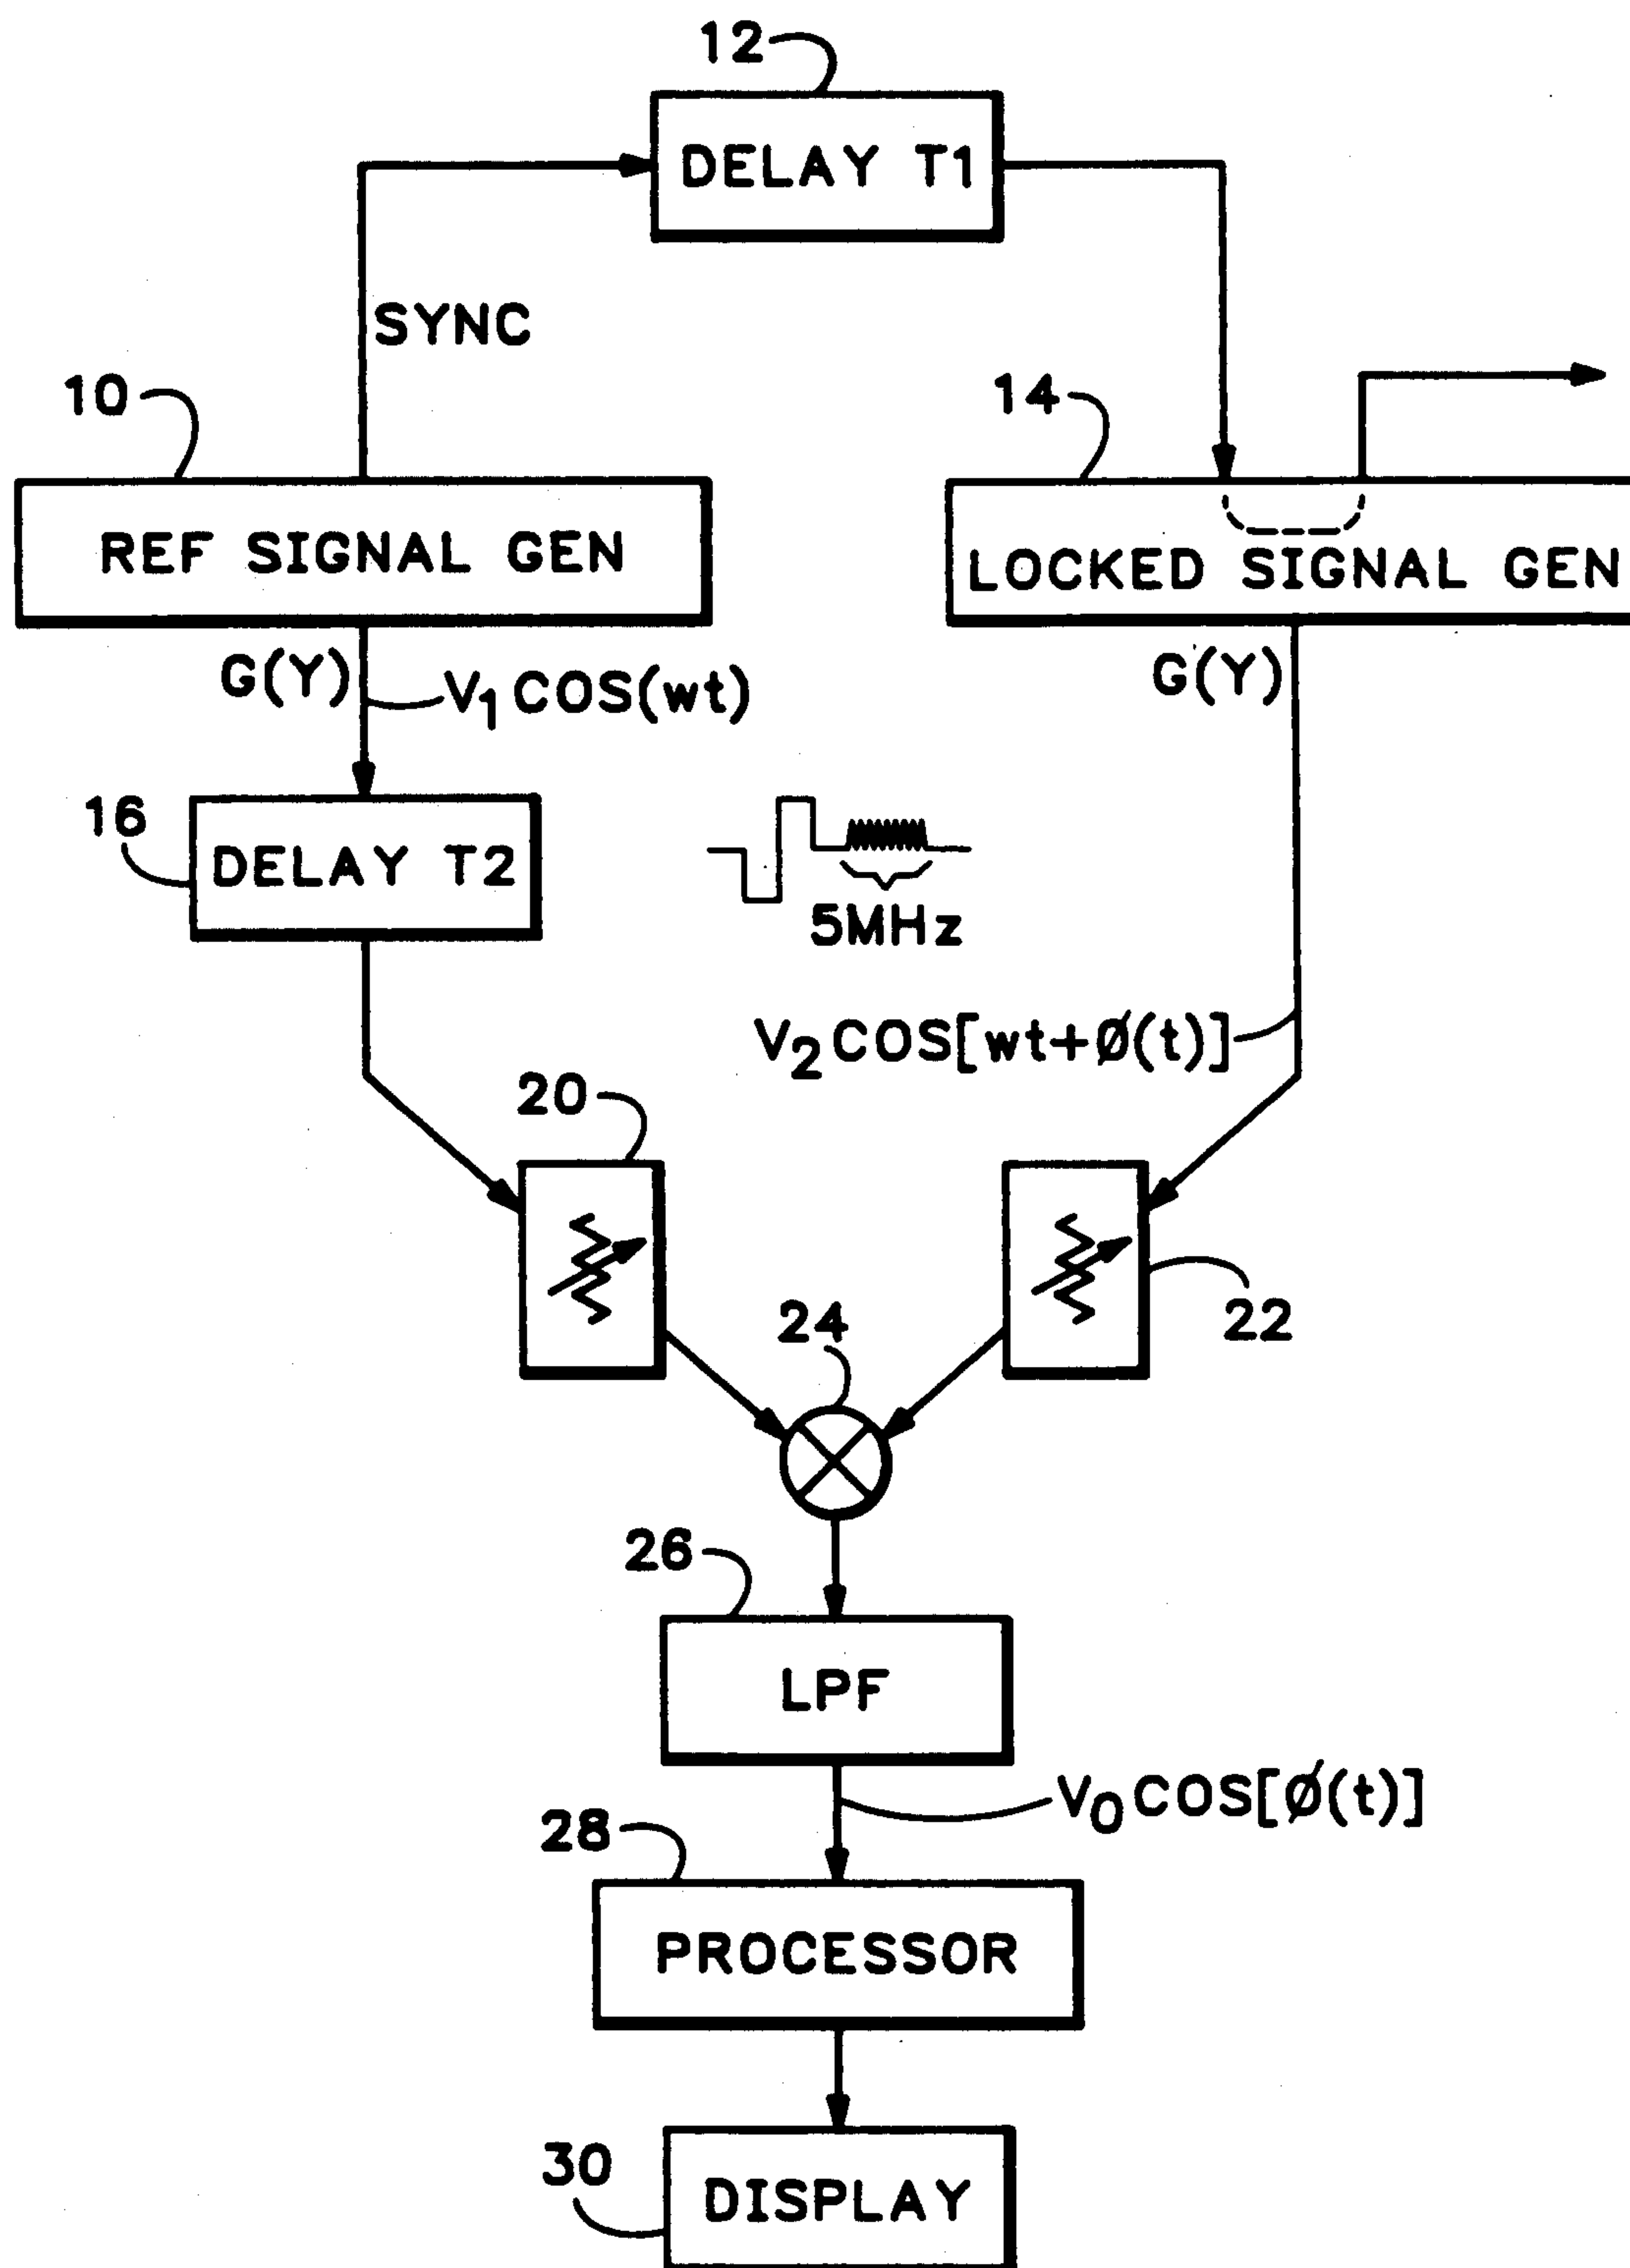 12
DELAY T1
SYNC
10
14
REF SIGNAL GEN
LOCKED SIGNAL GEN
G(Y)
V1 COS(wt)
G(Y)
16
DELAY T2
5MHz
V2 COS[wt+Ø(t)]
20
22
24
26
LPF
V0 COS[Ø(t)]
28
PROCESSOR
30
DISPLAY